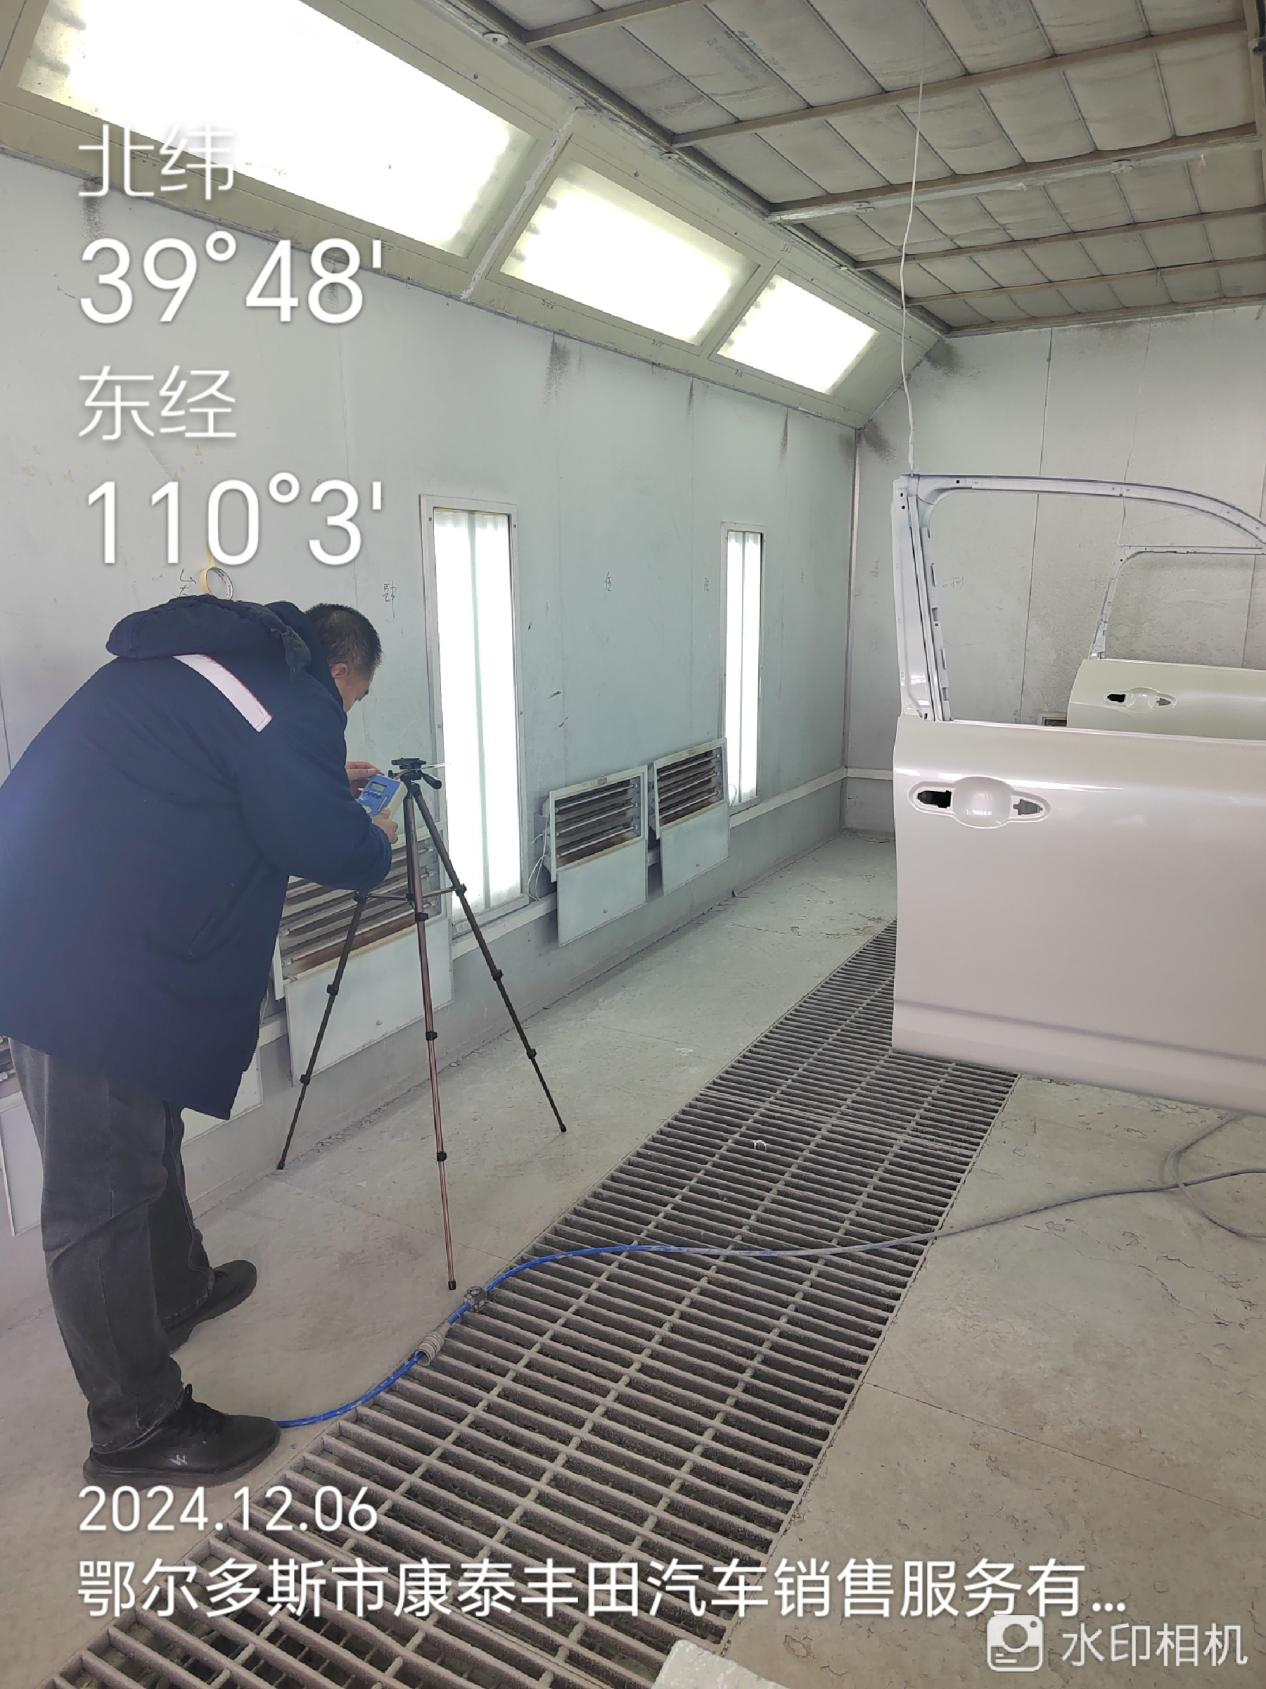 北纬
39°48'
东经
110°3'
2024.12.06
鄂尔多斯市康泰丰田汽车销售服务有...
水印相机